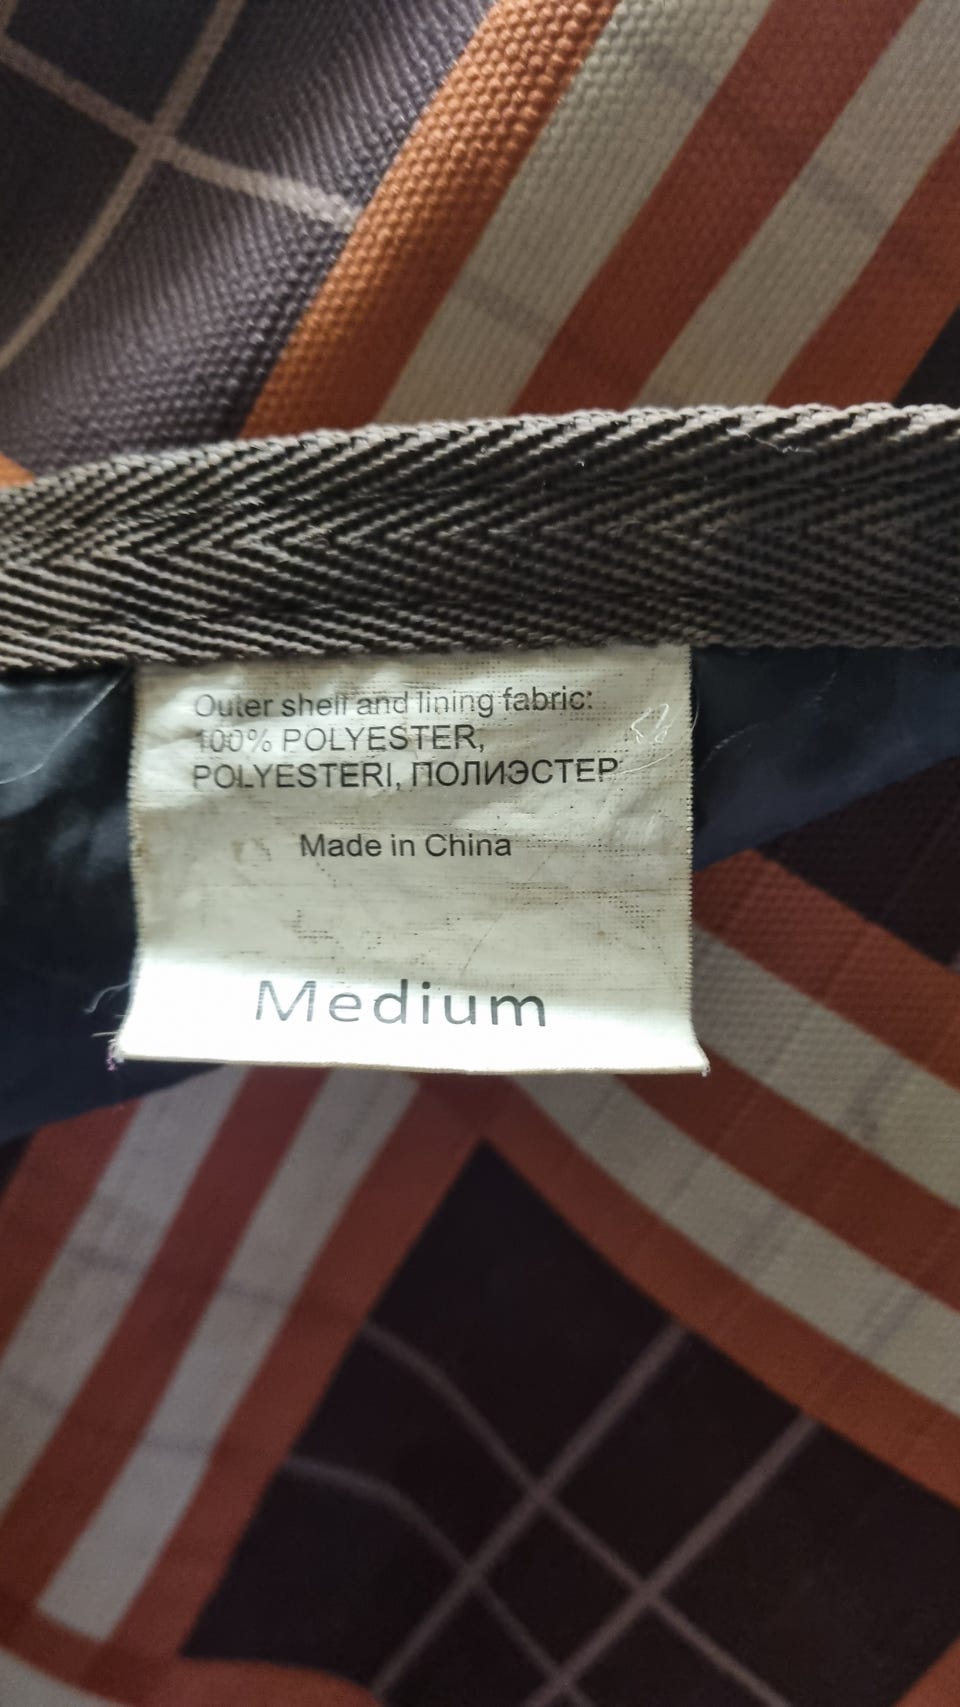 Outer shell and lining fabric:
100% POLYESTER,
POLYESTERI, ПОЛИЭСТЕР
Made in China
Medium